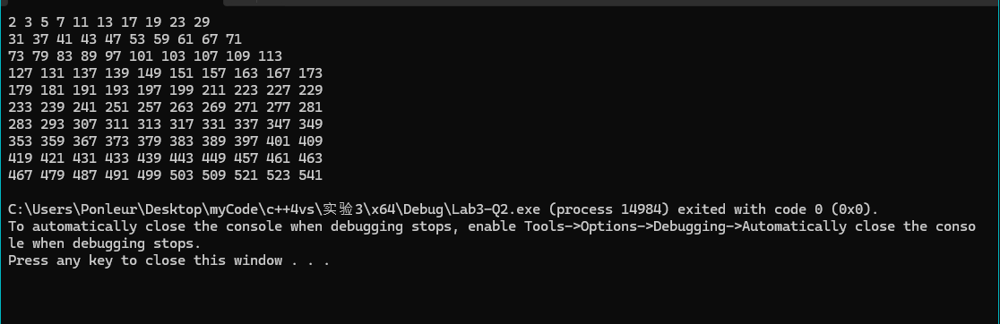 2 3 5 7 11 13 17 19 23 29
31 37 41 43 47 53 59 61 67 71
73 79 83 89 97 101 103 107 109 113
127 131 137 139 149 151 157 163 167 173
179 181 191 193 197 199 211 223 227 229
233 239 241 251 257 263 269 271 277 281
283 293 307 311 313 317 331 337 347 349
353 359 367 373 379 383 389 397 401 409
419 421 431 433 439 443 449 457 461 463
467 479 487 491 499 503 509 521 523 541
C:\Users\Ponleur\Desktop\myCode\c++4vs\实验3\x64\Debug\Lab3-Q2.exe (process 14984) exited with code 0 (0x0).
To automatically close the console when debugging stops, enable Tools->Options->Debugging->Automatically close the conso
le when debugging stops.
Press any key to close this window . . .